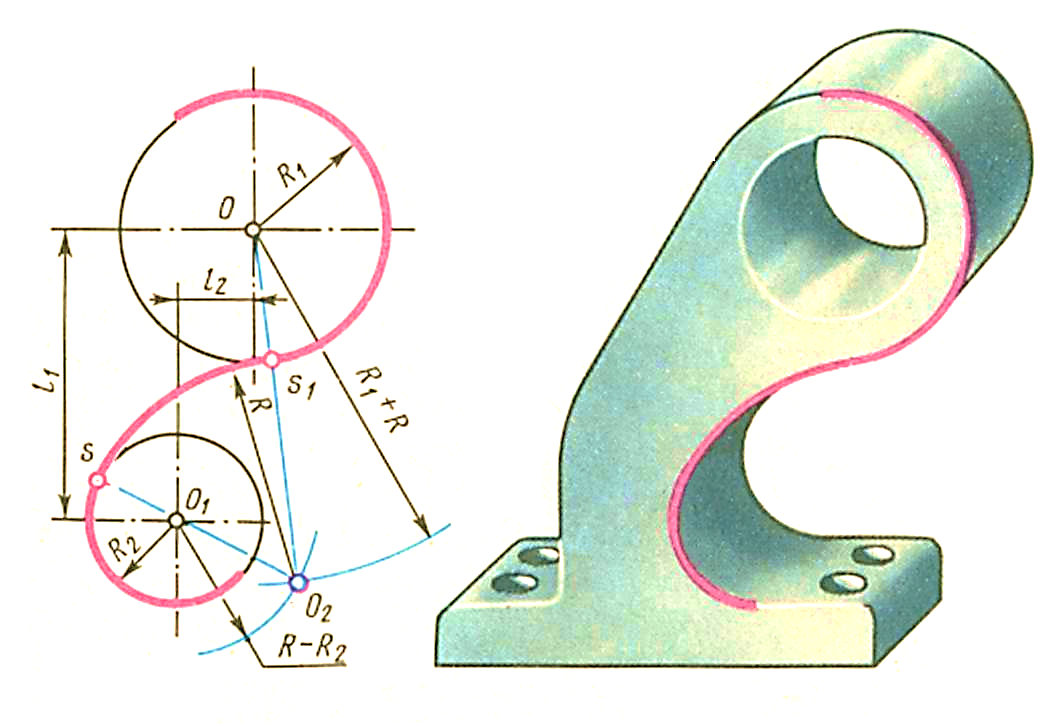 R₁
O
l₂
l₁
S₁
R
R₁+R
S
O₁
R₂
O₂
R-R₂